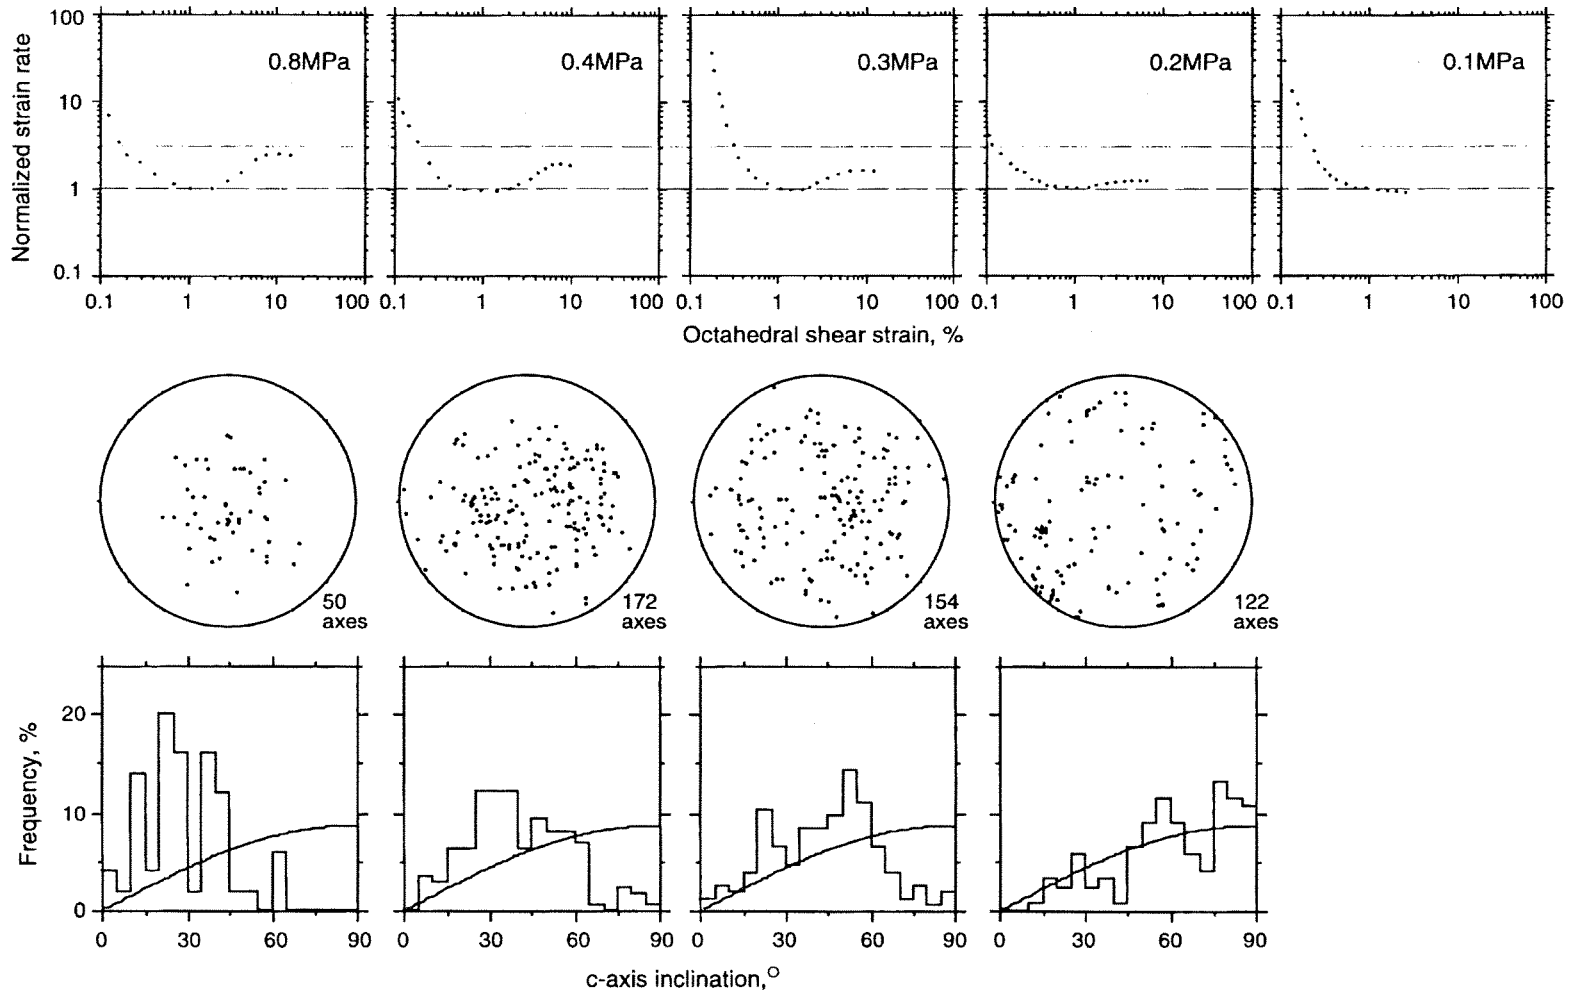 Normalized strain rate
100
10
1
0.1
0.8MPa
0.4MPa
0.3MPa
0.2MPa
0.1MPa
0.1 1 10 100
0.1 1 10 100
0.1 1 10 100
0.1 1 10 100
0.1 1 10 100
Octahedral shear strain, %
50
axes
172
axes
154
axes
122
axes
Frequency, %
20
10
0
0 30 60 90
0 30 60 90
0 30 60 90
0 30 60 90
c-axis inclination,°